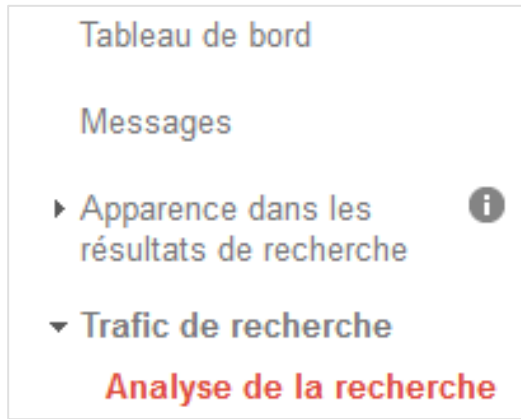 Tableau de bord
Messages
Apparence dans les
résultats de recherche
Trafic de recherche
Analyse de la recherche